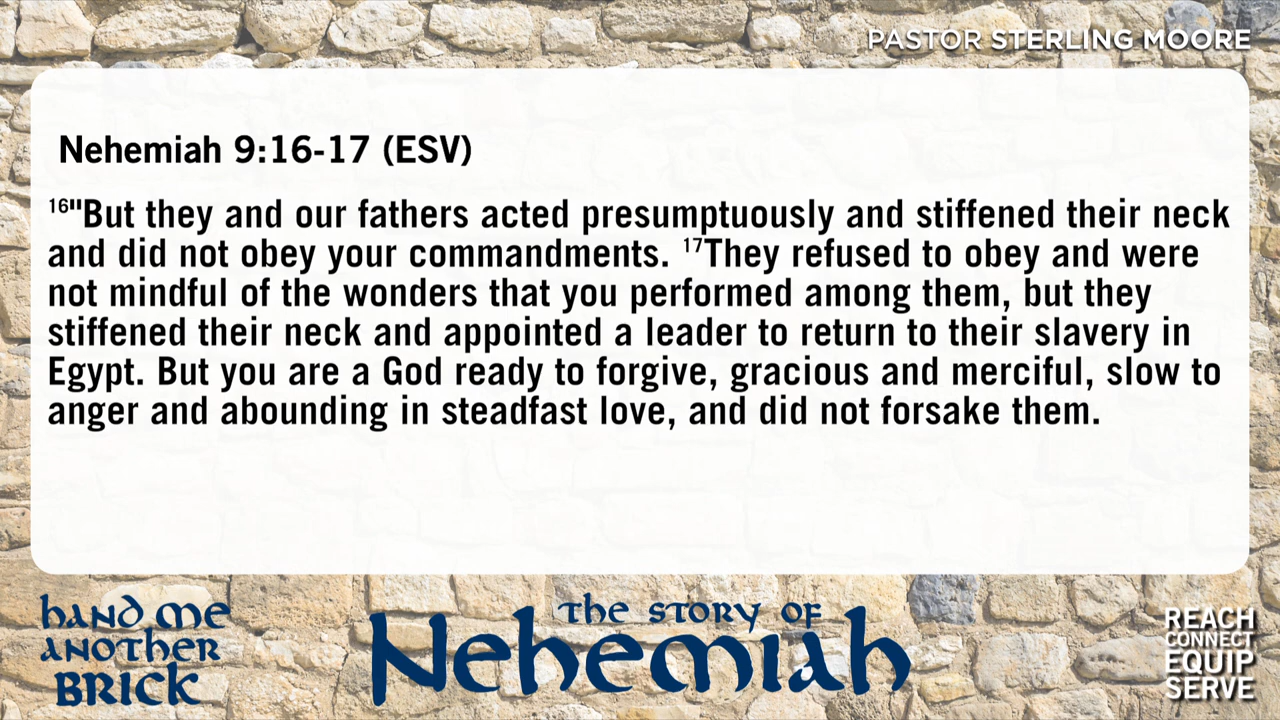 PASTOR STERLING MOORE
Nehemiah 9:16-17 (ESV)
16"But they and our fathers acted presumptuously and stiffened their neck
and did not obey your commandments. 17They refused to obey and were
not mindful of the wonders that you performed among them, but they
stiffened their neck and appointed a leader to return to their slavery in
Egypt. But you are a God ready to forgive, gracious and merciful, slow to
anger and abounding in steadfast love, and did not forsake them.
hand me
another
BRICK
the story of
Nehemiah
REACH
CONNECT
EQUIP
SERVE